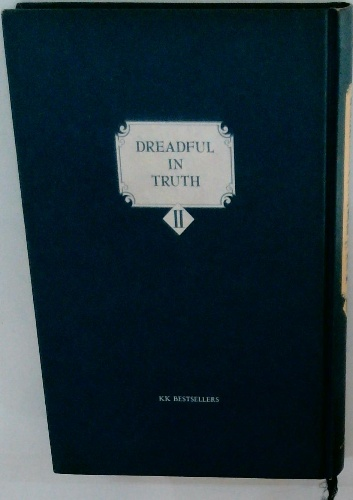 DREADFUL
IN
TRUTH
II
KK BESTSELLERS